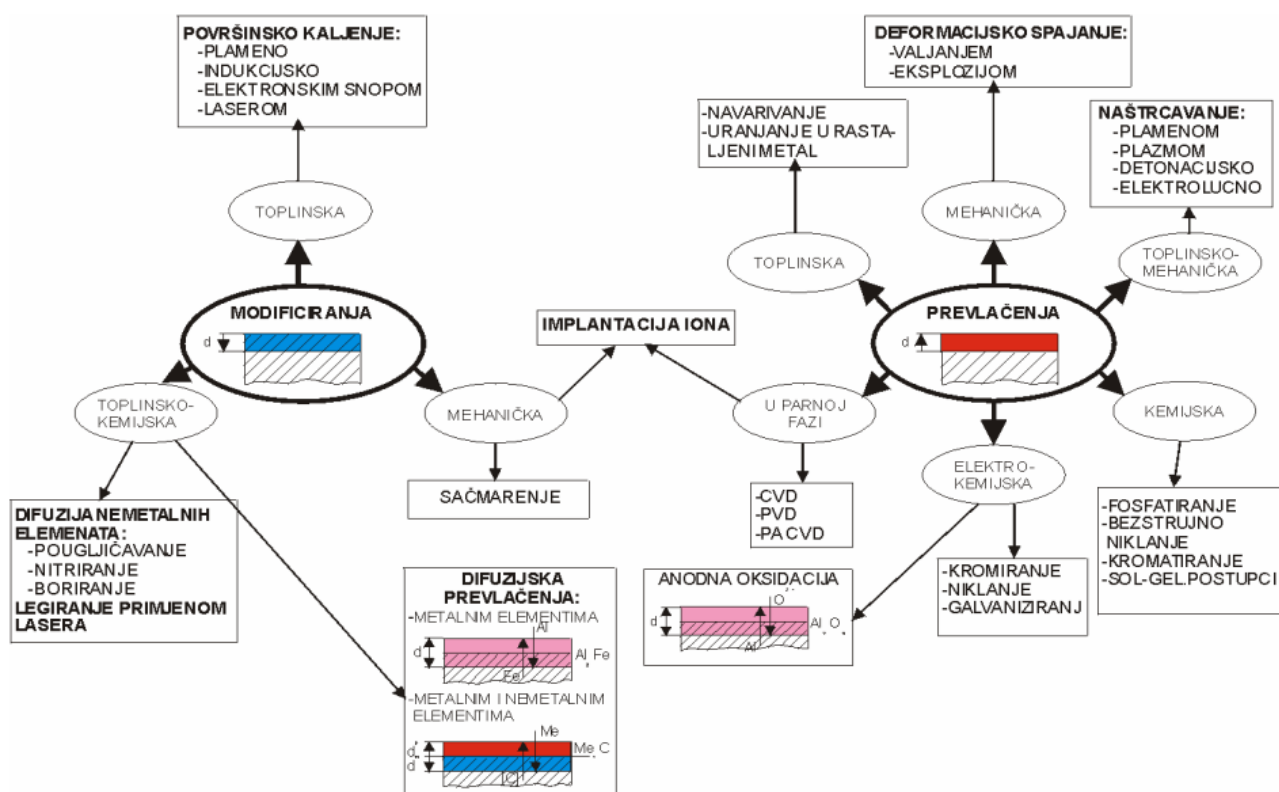 POVRŠINSKO KALJENJE:
-PLAMENO
-INDUKCIJSKO
-ELEKTRONSKIM SNOPOM
-LASEROM
DEFORMACIJSKO SPAJANJE:
-VALJANJEM
-EKSPLOZIJOM
-NAVARIVANJE
-URANJANJE U RASTA-
LJENI METAL
NAŠTRCAVANJE:
-PLAMENOM
-PLAZMOM
-DETONACIJSKO
-ELEKTROLUCNO
TOPLINSKA
MEHANIČKA
TOPLINSKA
TOPLINSKO-
MEHANIČKA
MODIFICIRANJA
d
IMPLANTACIJA IONA
PREVLAČENJA
d
TOPLINSKO-
KEMIJSKA
MEHANIČKA
U PARNOJ
FAZI
KEMIJSKA
ELEKTRO-
KEMIJSKA
DIFUZIJA NEMETALNIH
ELEMENATA:
-POUGLJIČAVANJE
-NITRIRANJE
-BORIRANJE
LEGIRANJE PRIMJENOM
LASERA
SAČMARENJE
-CVD
-PVD
-PACVD
-FOSFATIRANJE
-BEZSTRUJNO
NIKLANJE
-KROMATIRANJE
-SOL-GEL.POSTUPCI
-KROMIRANJE
-NIKLANJE
-GALVANIZIRANJ
DIFUZIJSKA
PREVLAČENJA:
-METALNIM ELEMENTIMA
Al
d
Al Fe
Fe
-METALNIM I NEMETALNIM
ELEMENTIMA
Me
d
Me C
d
C
ANODNA OKSIDACIJA
O
d
Al O
Al